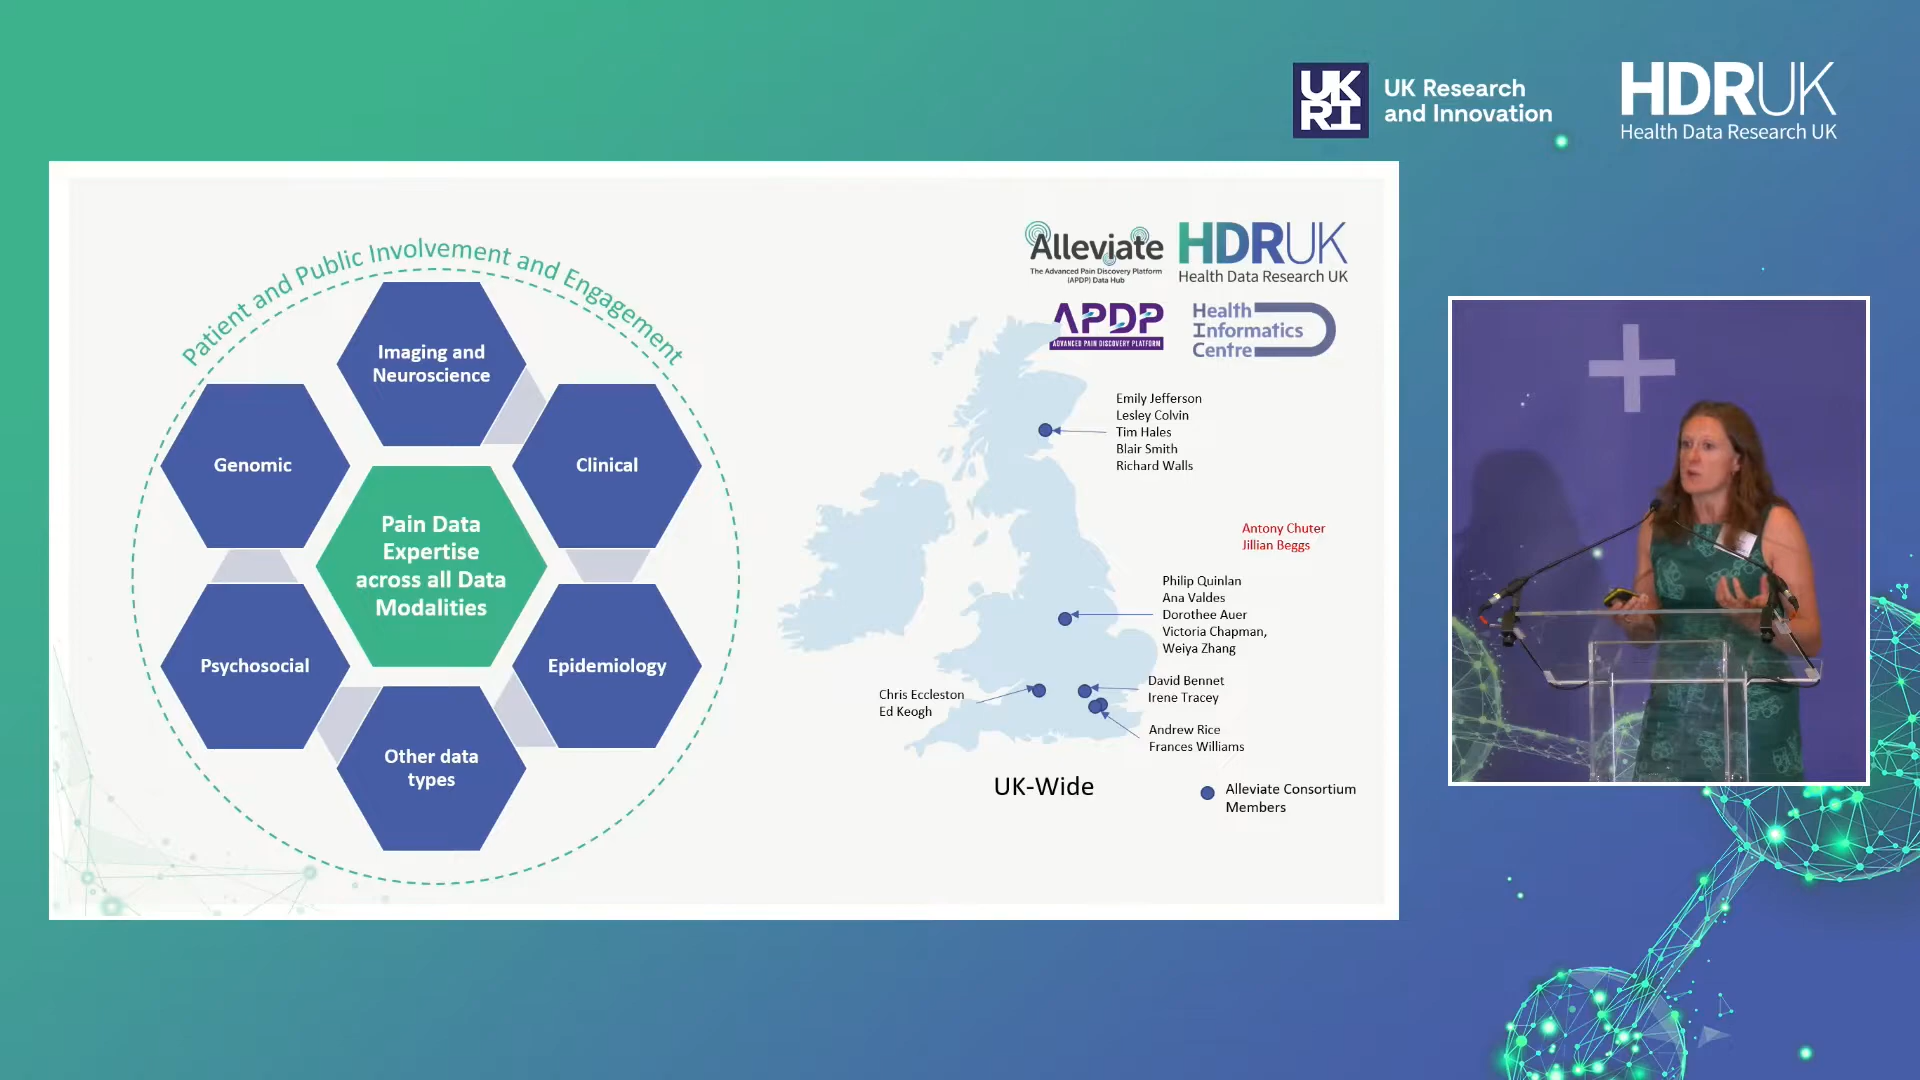 UK
RI
UK Research
and Innovation
HDRUK
Health Data Research UK
Patient and Public Involvement and Engagement
Imaging and
Neuroscience
Genomic
Clinical
Pain Data
Expertise
across all Data
Modalities
Psychosocial
Epidemiology
Other data
types
Alleviate
The Advanced Pain Discovery Platform
(APDP) Data Hub
HDRUK
Health Data Research UK
APDP
ADVANCED PAIN DISCOVERY PLATFORM
Health
Informatics
Centre
Emily Jefferson
Lesley Colvin
Tim Hales
Blair Smith
Richard Walls
Antony Chuter
Jillian Beggs
Philip Quinlan
Ana Valdes
Dorothee Auer
Victoria Chapman,
Weiya Zhang
Chris Eccleston
Ed Keogh
David Bennet
Irene Tracey
Andrew Rice
Frances Williams
UK-Wide
Alleviate Consortium
Members